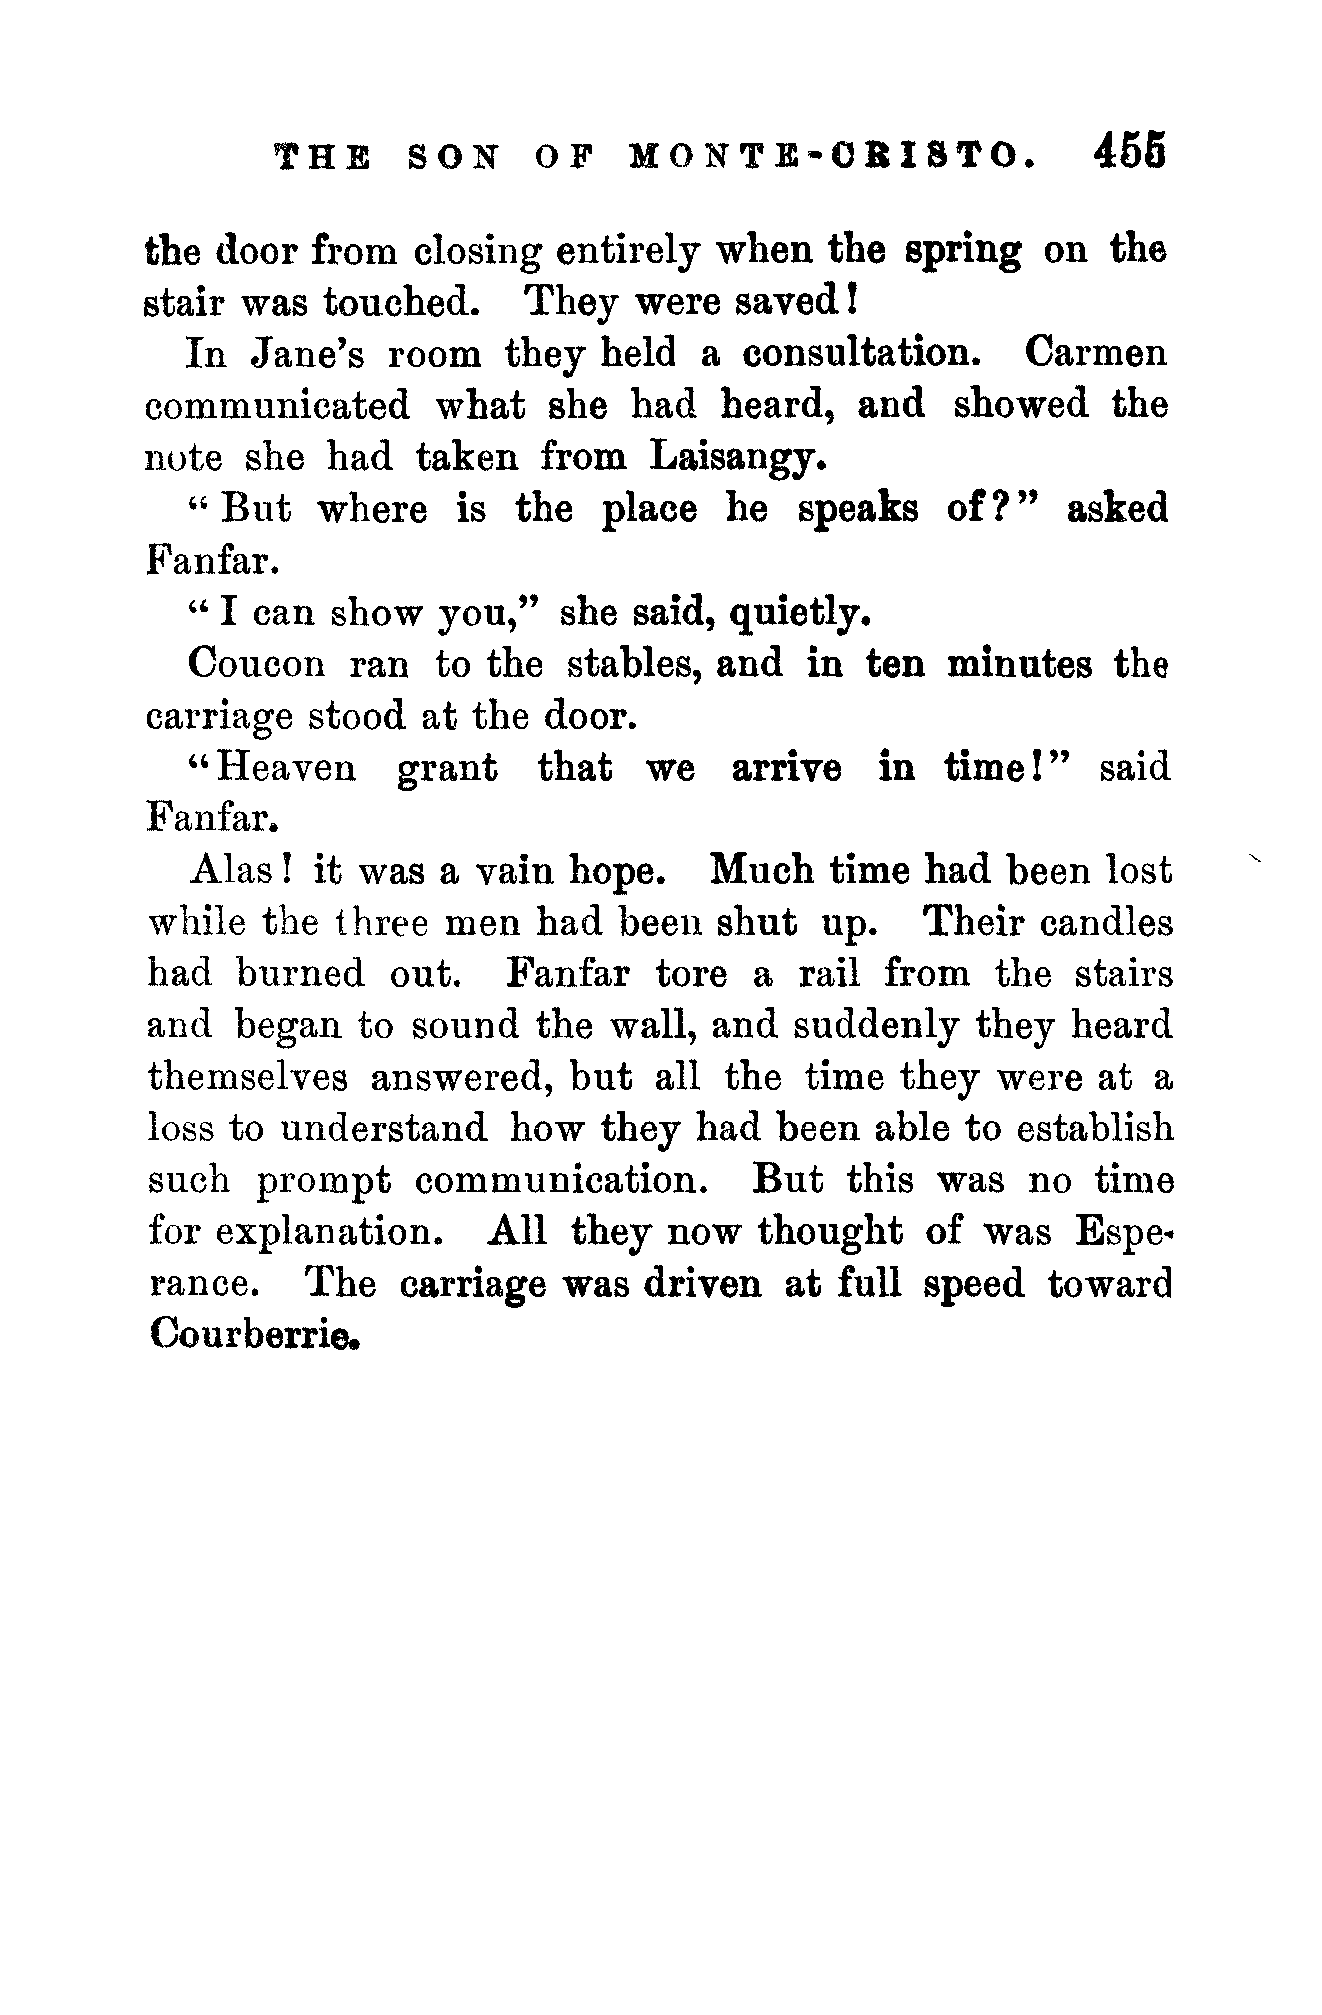 THE SON OF MONTE-CRISTO. 455
the door from closing entirely when the spring on the
stair was touched. They were saved!
In Jane's room they held a consultation. Carmen
communicated what she had heard, and showed the
note she had taken from Laisangy.
"But where is the place he speaks of?" asked
Fanfar.
"I can show you," she said, quietly.
Coucon ran to the stables, and in ten minutes the
carriage stood at the door.
"Heaven grant that we arrive in time!" said
Fanfar.
Alas! it was a vain hope. Much time had been lost
while the three men had been shut up. Their candles
had burned out. Fanfar tore a rail from the stairs
and began to sound the wall, and suddenly they heard
themselves answered, but all the time they were at a
loss to understand how they had been able to establish
such prompt communication. But this was no time
for explanation. All they now thought of was Espe-
rance. The carriage was driven at full speed toward
Courberrie.